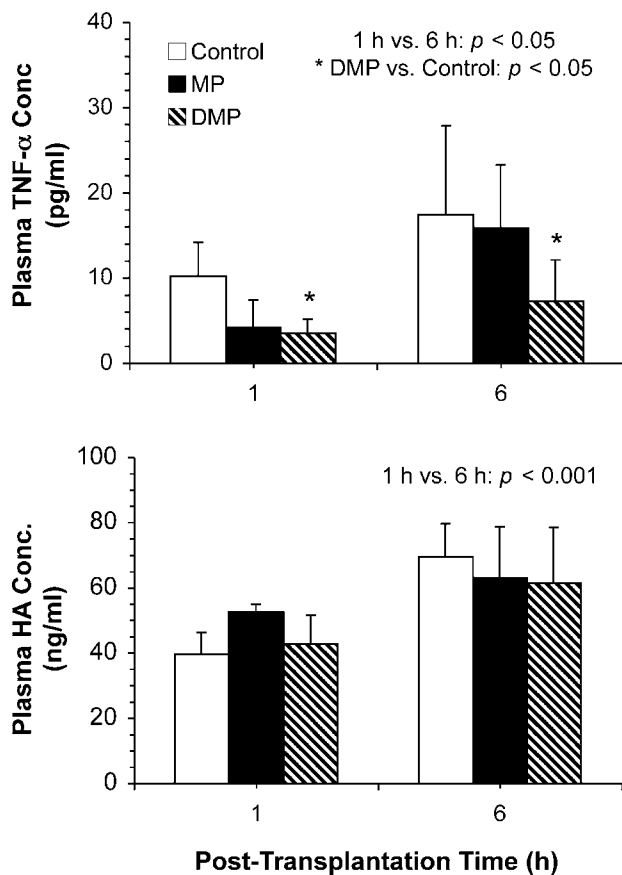 Plasma TNF-α Conc
(pg/ml)
40
30
20
10
0
Control
MP
DMP
1 h vs. 6 h: p < 0.05
* DMP vs. Control: p < 0.05
*
*
1
6
Plasma HA Conc.
(ng/ml)
100
80
60
40
20
0
1 h vs. 6 h: p < 0.001
1
6
Post-Transplantation Time (h)